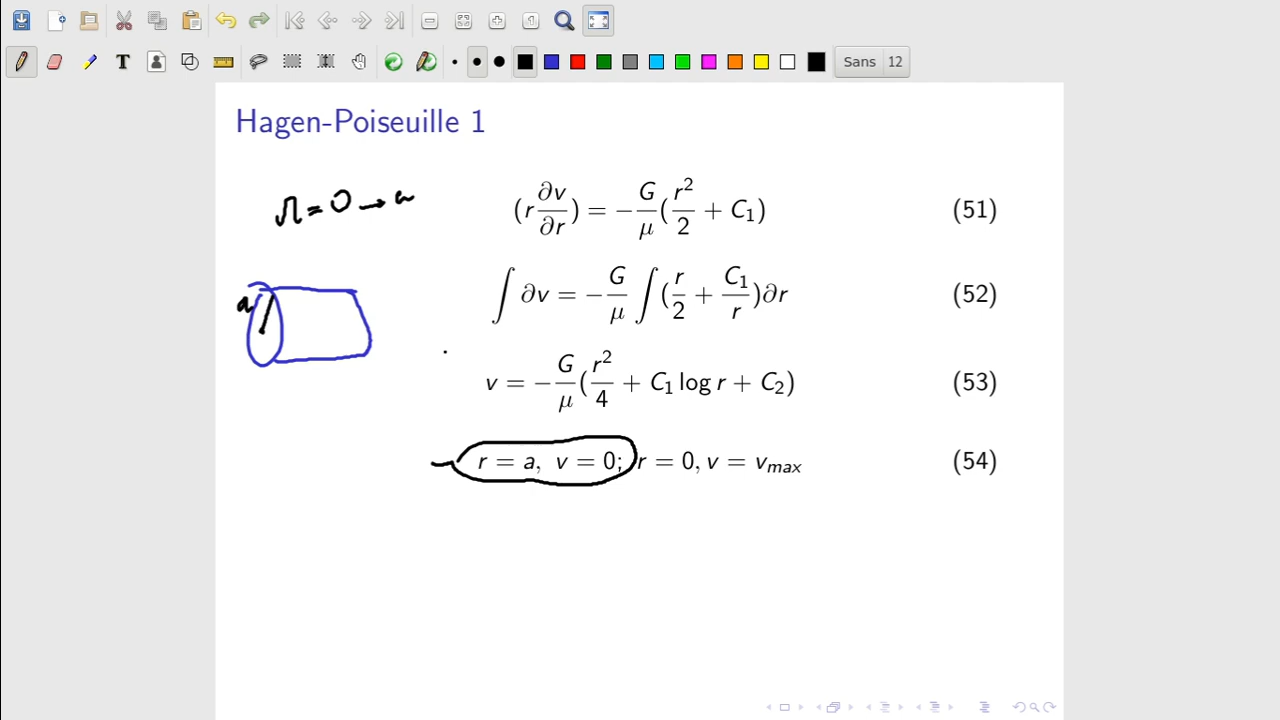 Sans 12
Hagen-Poiseuille 1
r = 0 → a
(r ∂v/∂r) = −G/μ(r²/2 + C₁) (51)
∫ ∂v = −G/μ ∫(r/2 + C₁/r)∂r (52)
a
v = −G/μ(r²/4 + C₁ log r + C₂) (53)
r = a, v = 0; r = 0, v = vₘₐₓ (54)